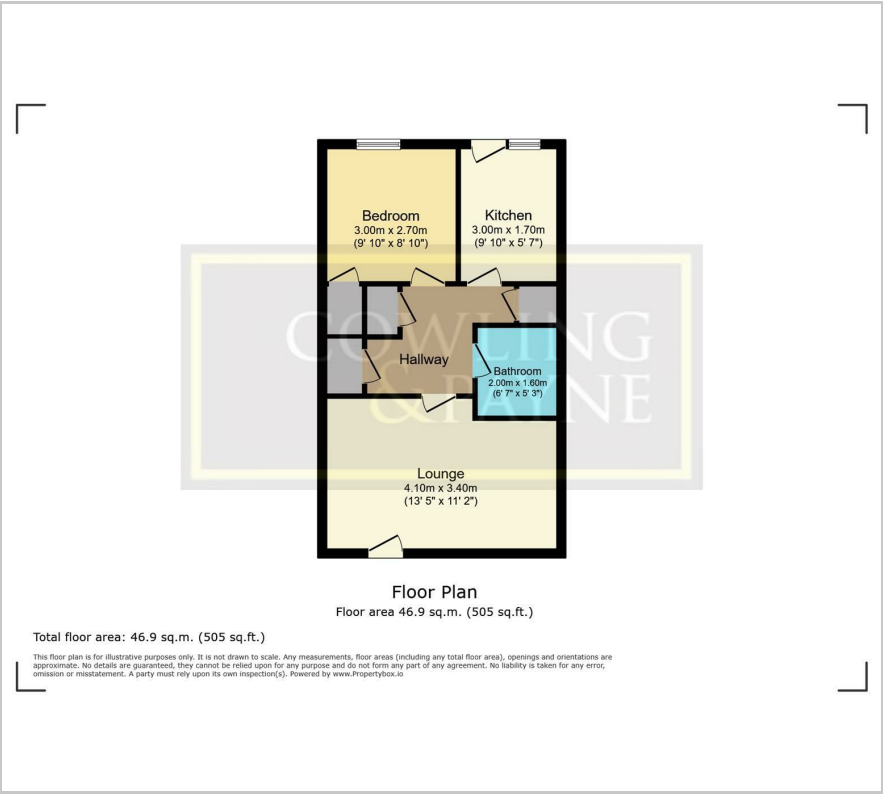 Bedroom
3.00m x 2.70m
(9' 10" x 8' 10")
Kitchen
3.00m x 1.70m
(9' 10" x 5' 7")
COWLING
& PAYNE
Hallway
Bathroom
2.00m x 1.60m
(6' 7" x 5' 3")
Lounge
4.10m x 3.40m
(13' 5" x 11' 2")
Floor Plan
Floor area 46.9 sq.m. (505 sq.ft.)
Total floor area: 46.9 sq.m. (505 sq.ft.)
This floor plan is for illustrative purposes only. It is not drawn to scale. Any measurements, floor areas (including any total floor area), openings and orientations are
approximate. No details are guaranteed, they cannot be relied upon for any purpose and do not form any part of any agreement. No liability is taken for any error,
omission or misstatement. A party must rely upon its own inspection(s). Powered by www.Propertybox.io